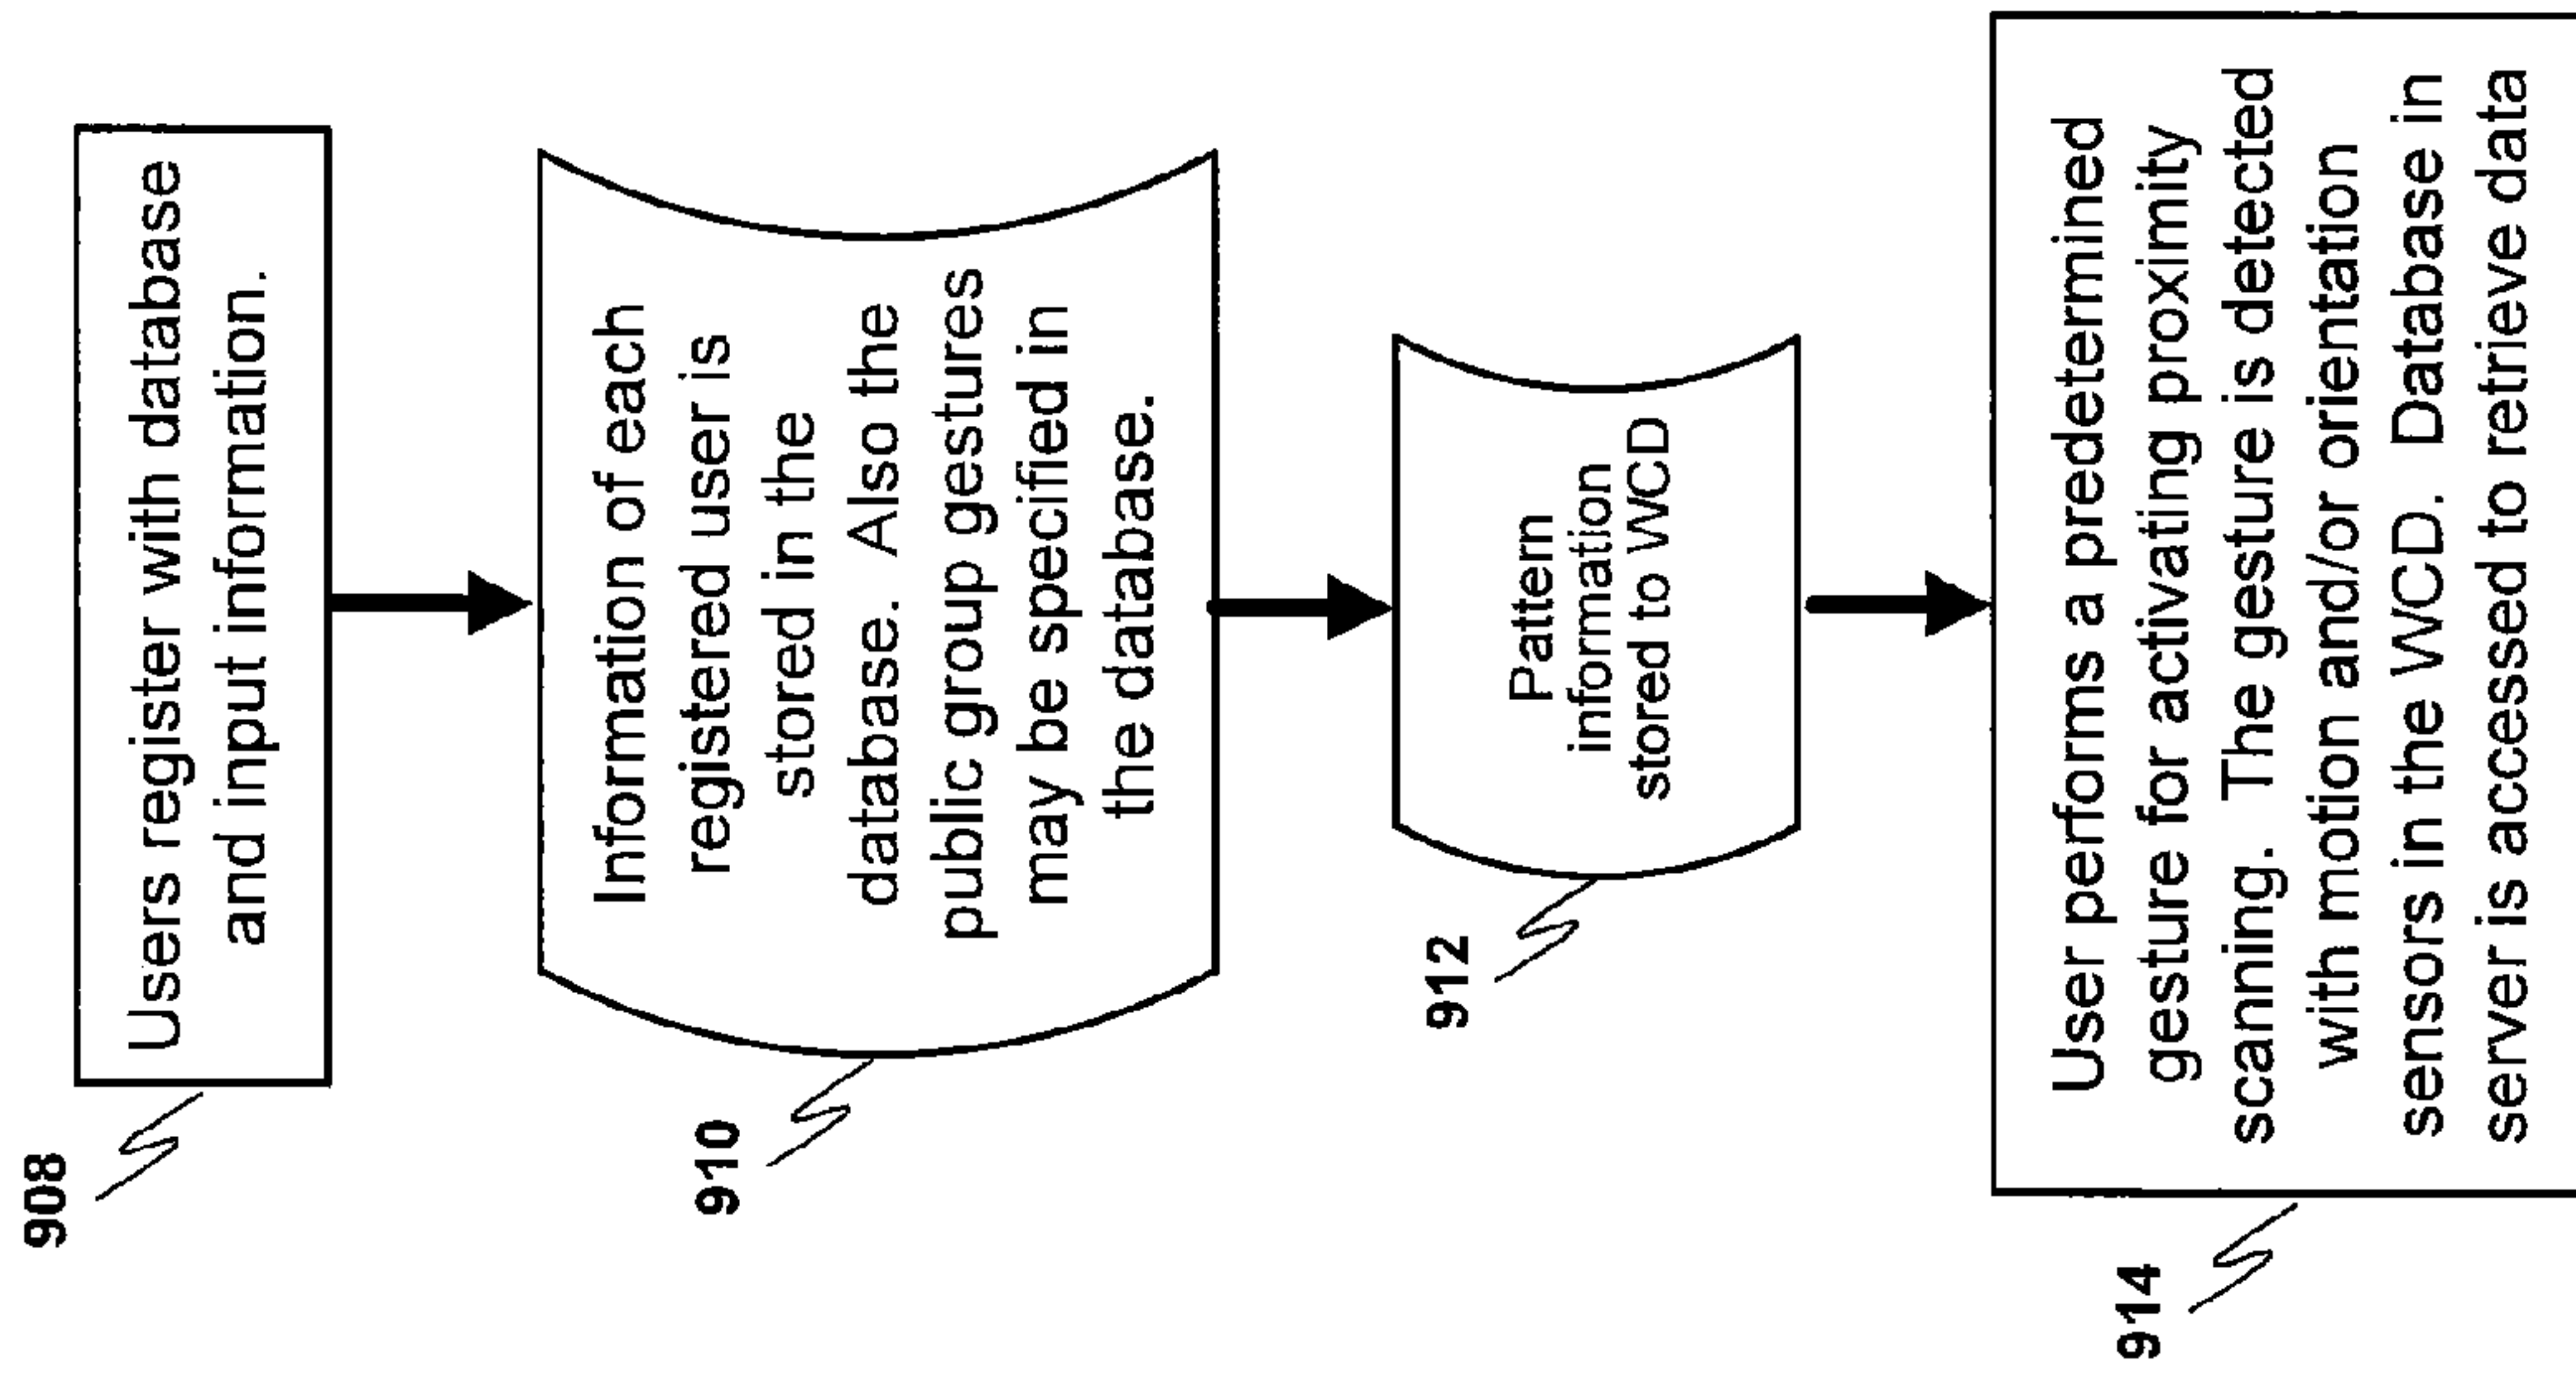 908
Users register with database
and input information.
910
Information of each
registered user is
stored in the
database. Also the
public group gestures
may be specified in
the database.
912
Pattern
information
stored to WCD
914
User performs a predetermined
gesture for activating proximity
scanning. The gesture is detected
with motion and/or orientation
sensors in the WCD. Database in
server is accessed to retrieve data